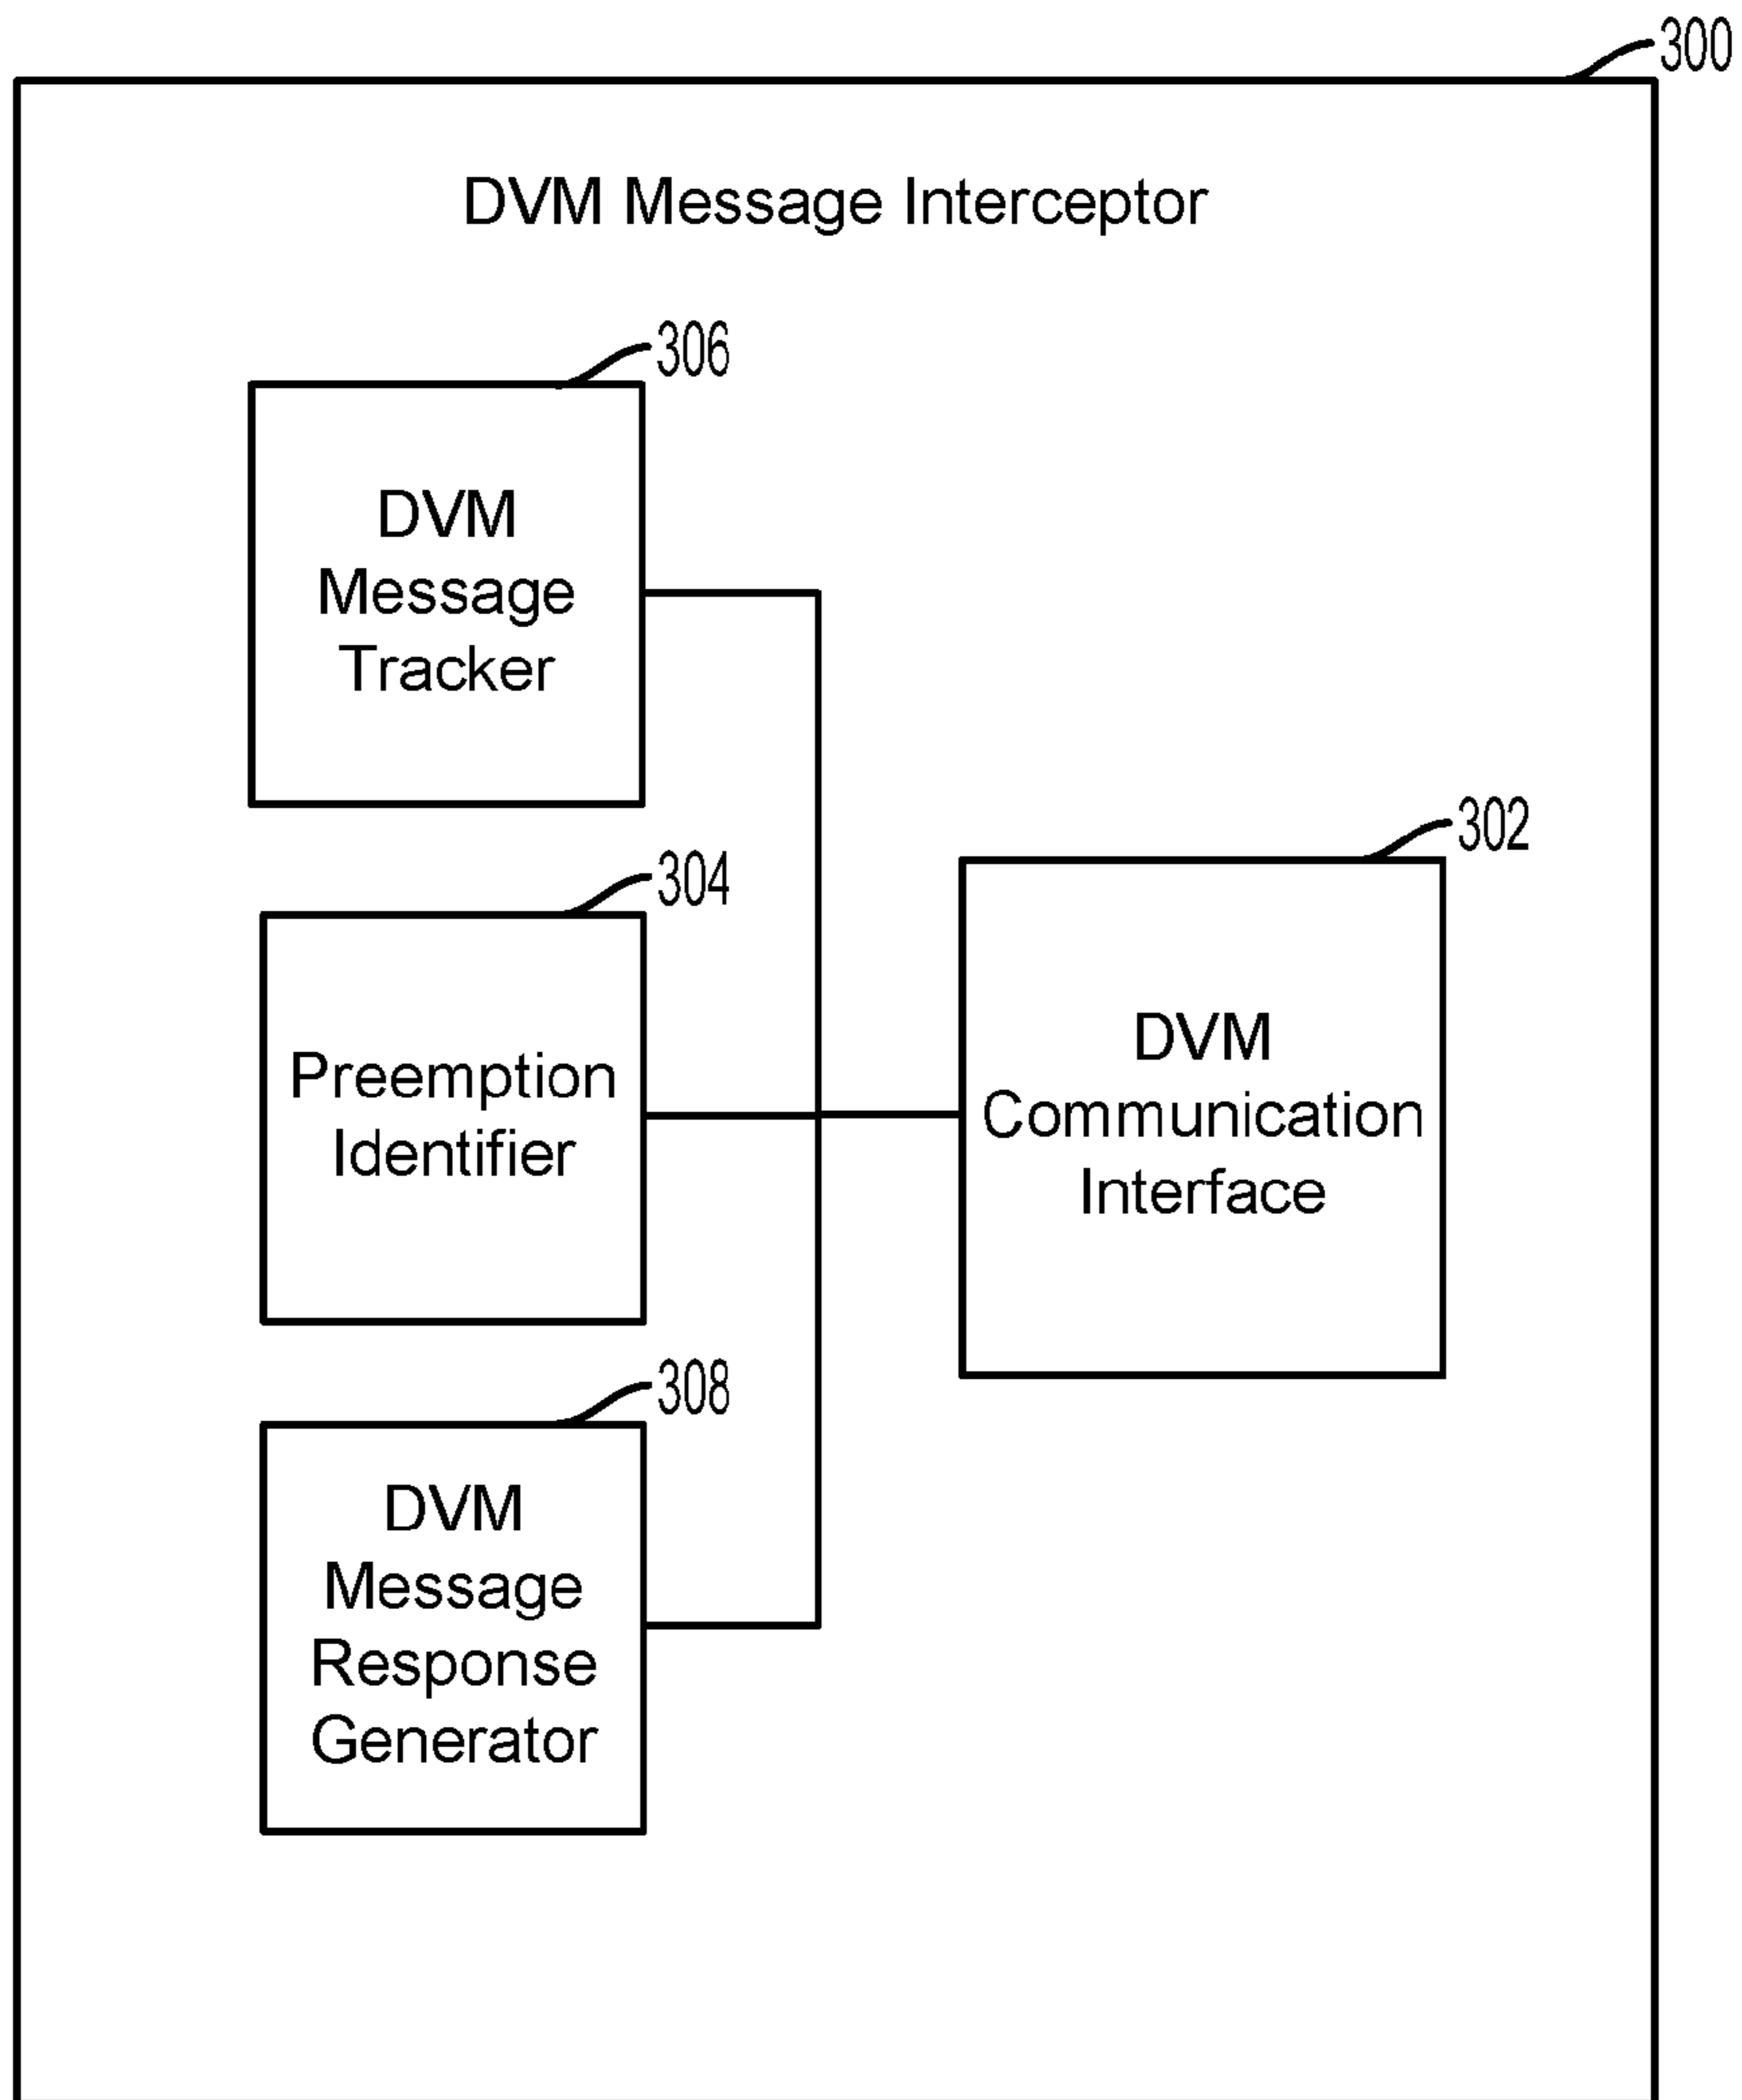 300
DVM Message Interceptor
306
DVM
Message
Tracker
302
304
DVM
Communication
Interface
Preemption
Identifier
308
DVM
Message
Response
Generator